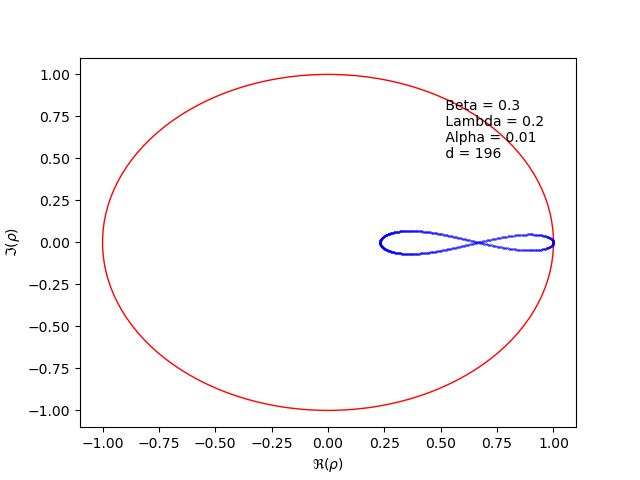 1.00
0.75
0.50
0.25
0.00
−0.25
−0.50
−0.75
−1.00
ℑ(ρ)
Beta = 0.3
Lambda = 0.2
Alpha = 0.01
d = 196
−1.00 −0.75 −0.50 −0.25 0.00 0.25 0.50 0.75 1.00
ℜ(ρ)